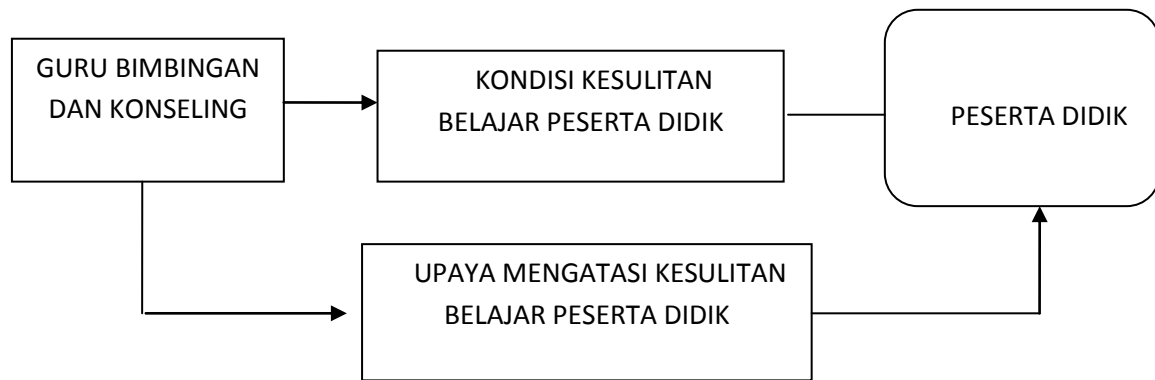 GURU BIMBINGAN
DAN KONSELING
KONDISI KESULITAN
BELAJAR PESERTA DIDIK
PESERTA DIDIK
UPAYA MENGATASI KESULITAN
BELAJAR PESERTA DIDIK